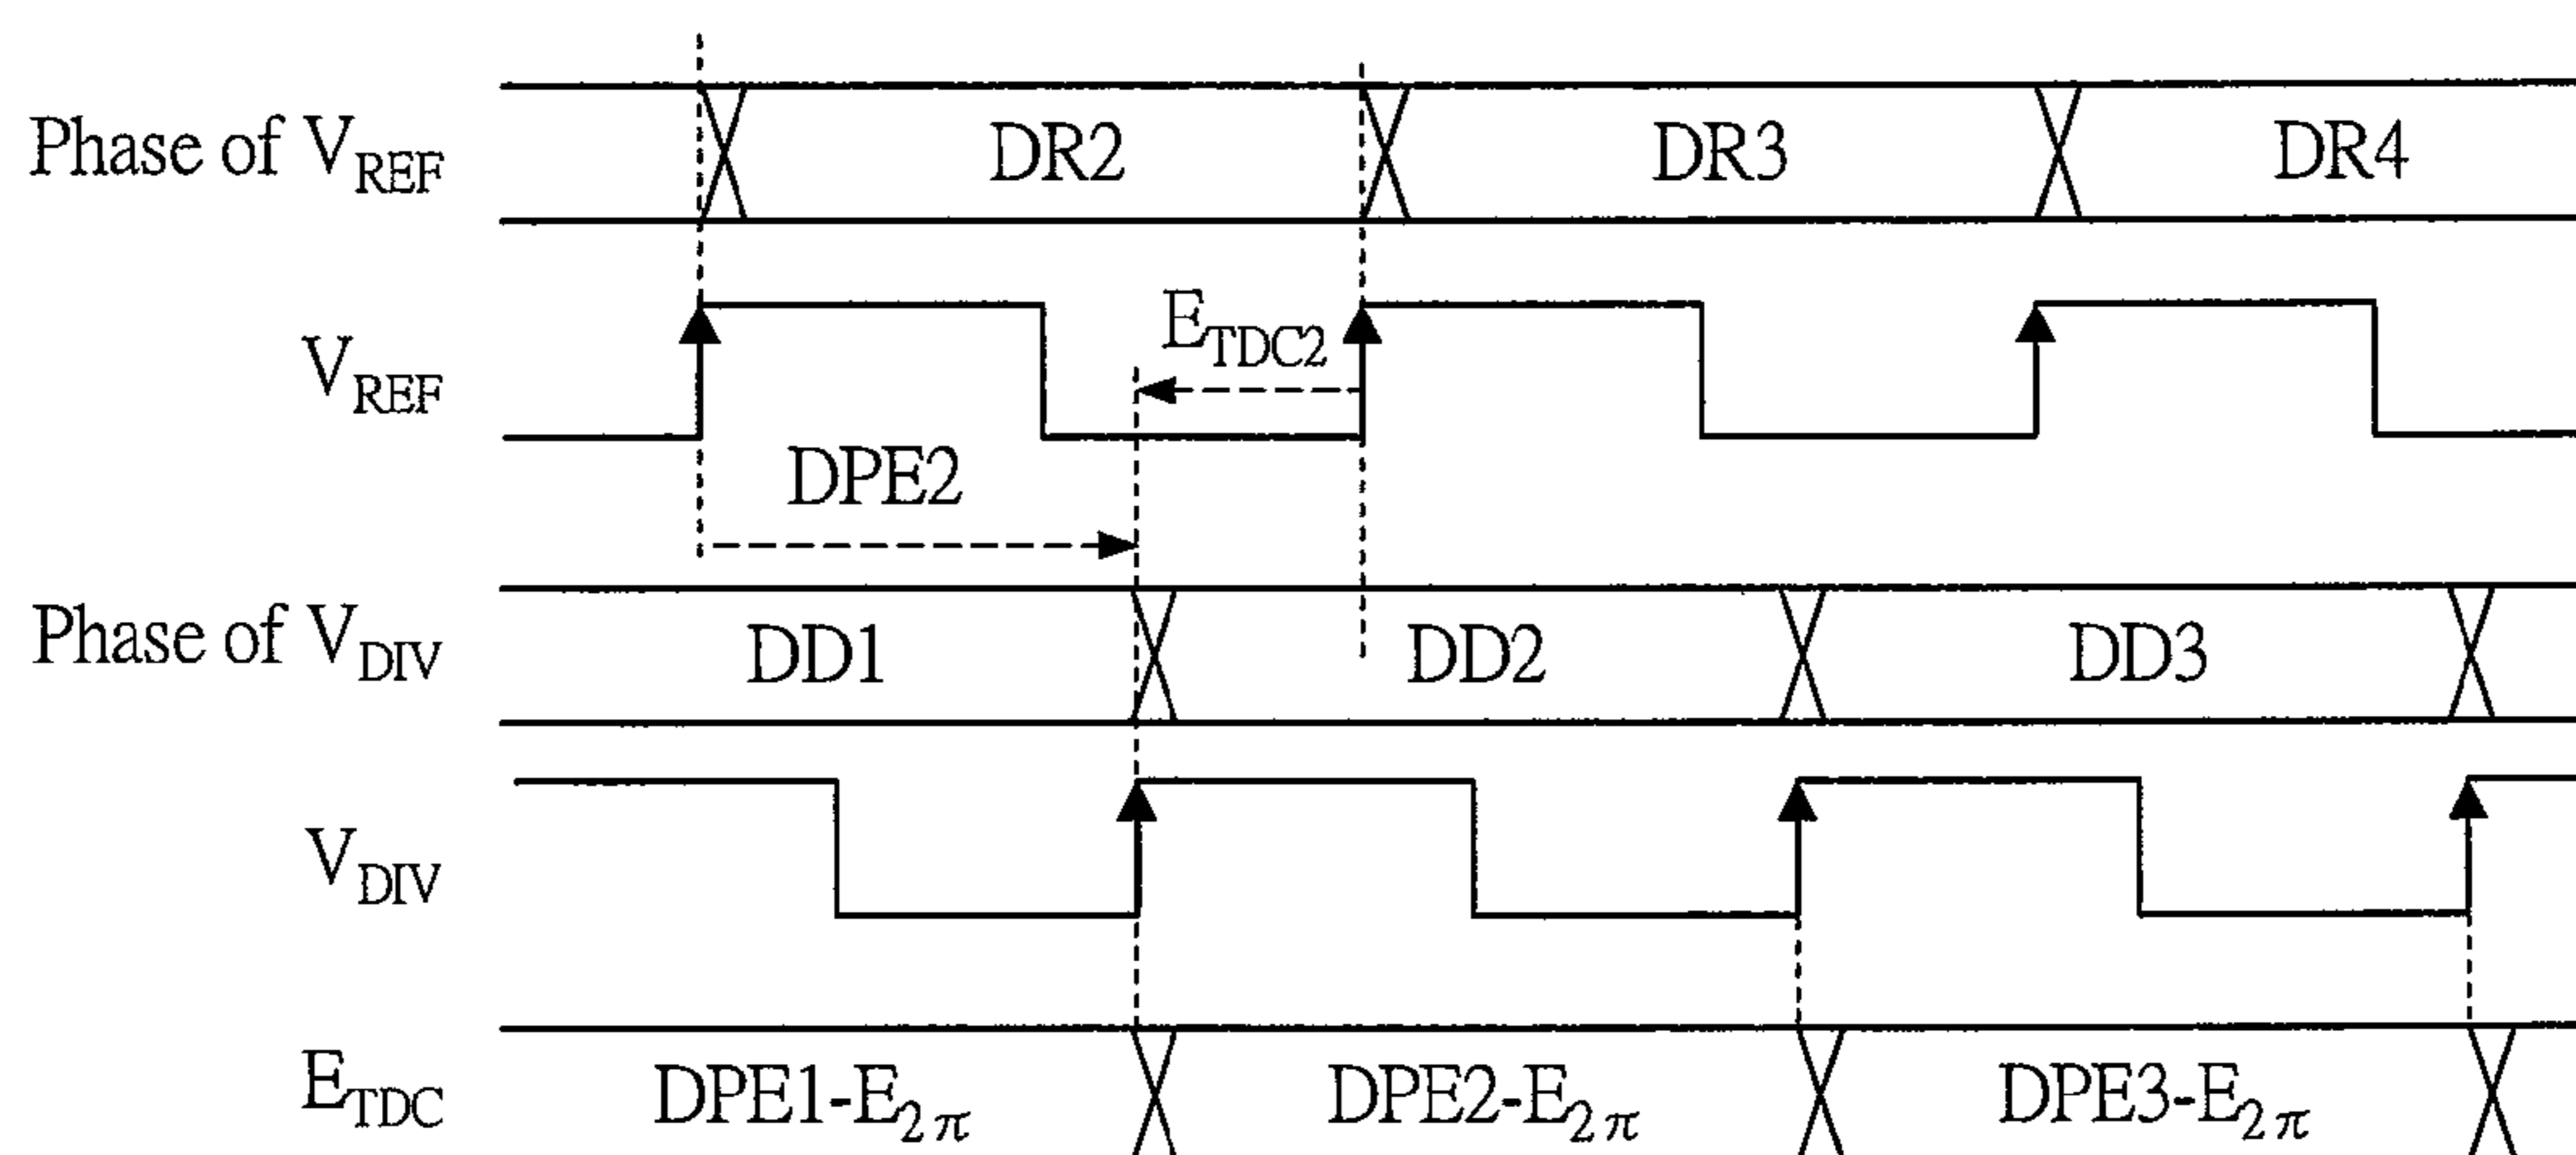 Phase of V_REF DR2 DR3 DR4
V_REF E_TDC2
DPE2
Phase of V_DIV DD1 DD2 DD3
V_DIV
E_TDC DPE1-E_2π DPE2-E_2π DPE3-E_2π